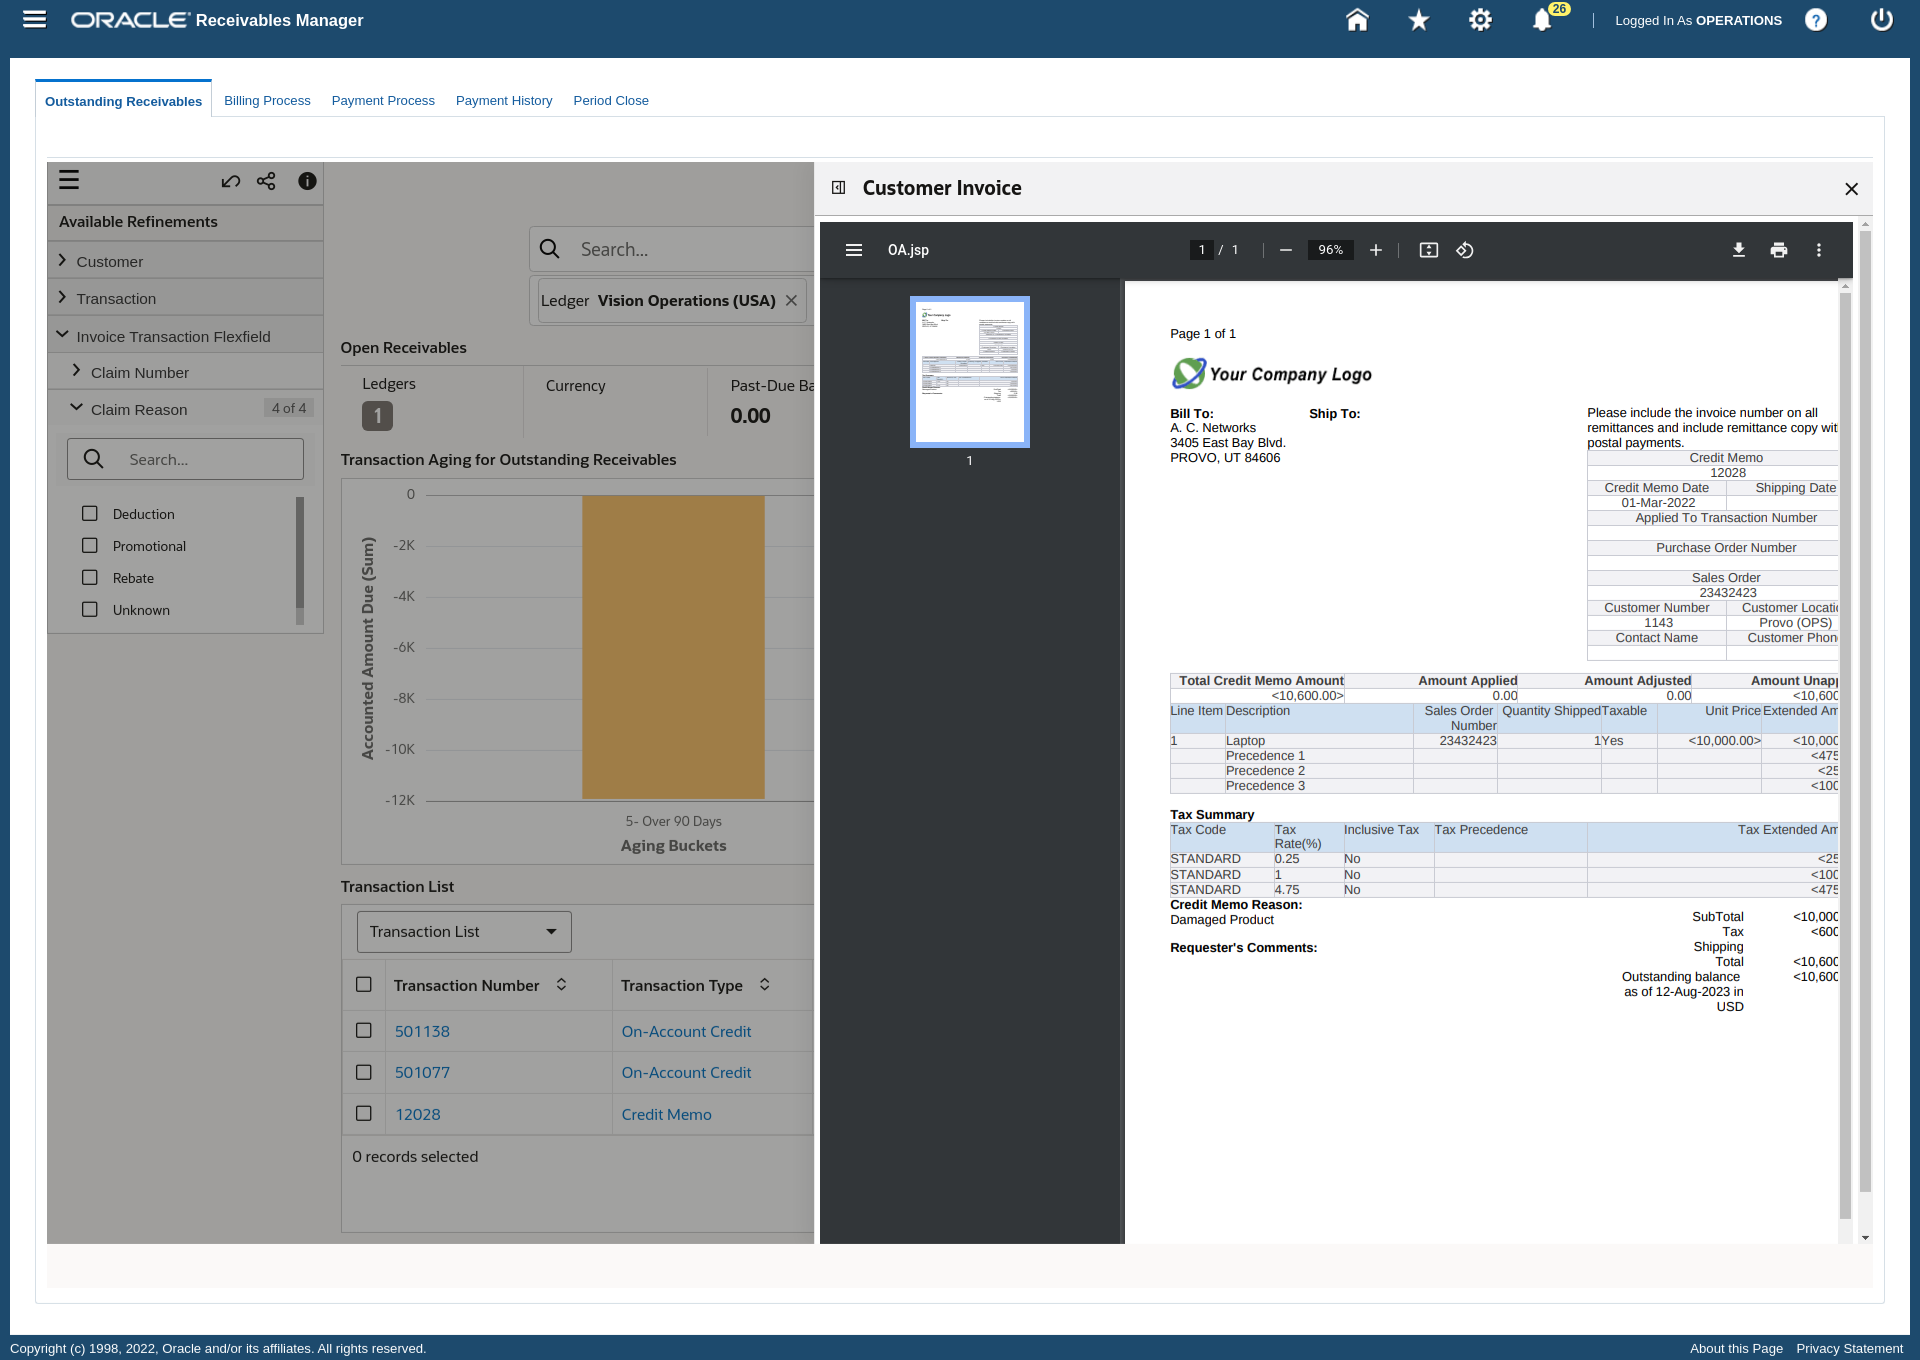 ORACLE® Receivables Manager
26
Logged In As OPERATIONS
?
Outstanding Receivables
Billing Process
Payment Process
Payment History
Period Close
Available Refinements
Customer
Transaction
Invoice Transaction Flexfield
Claim Number
Claim Reason
4 of 4
Search...
Deduction
Promotional
Rebate
Unknown
Search...
Ledger Vision Operations (USA)
Open Receivables
Ledgers
1
Currency
Past-Due Ba
0.00
Transaction Aging for Outstanding Receivables
Accounted Amount Due (Sum)
0
-2K
-4K
-6K
-8K
-10K
-12K
5- Over 90 Days
Aging Buckets
Transaction List
Transaction List
Transaction Number
Transaction Type
501138
On-Account Credit
501077
On-Account Credit
12028
Credit Memo
0 records selected
Customer Invoice
OA.jsp
1 / 1
96%
1
Page 1 of 1
Your Company Logo
Bill To:
A. C. Networks
3405 East Bay Blvd.
PROVO, UT 84606
Ship To:
Please include the invoice number on all
remittances and include remittance copy wit
postal payments.
Credit Memo
12028
Credit Memo Date
Shipping Date
01-Mar-2022
Applied To Transaction Number
Purchase Order Number
Sales Order
23432423
Customer Number
Customer Locatio
1143
Provo (OPS)
Contact Name
Customer Phon
Total Credit Memo Amount
Amount Applied
Amount Adjusted
Amount Unapp
<10,600.00>
0.00
0.00
<10,600
Line Item
Description
Sales Order
Number
Quantity Shipped
Taxable
Unit Price
Extended Am
1
Laptop
23432423
1
Yes
<10,000.00>
<10,000
Precedence 1
<475
Precedence 2
<25
Precedence 3
<100
Tax Summary
Tax Code
Tax
Rate(%)
Inclusive Tax
Tax Precedence
Tax Extended Am
STANDARD
0.25
No
<25
STANDARD
1
No
<100
STANDARD
4.75
No
<475
Credit Memo Reason:
Damaged Product
Requester's Comments:
SubTotal
<10,000
Tax
<600
Shipping
Total
<10,600
Outstanding balance
as of 12-Aug-2023 in
USD
<10,600
Copyright (c) 1998, 2022, Oracle and/or its affiliates. All rights reserved.
About this Page
Privacy Statement